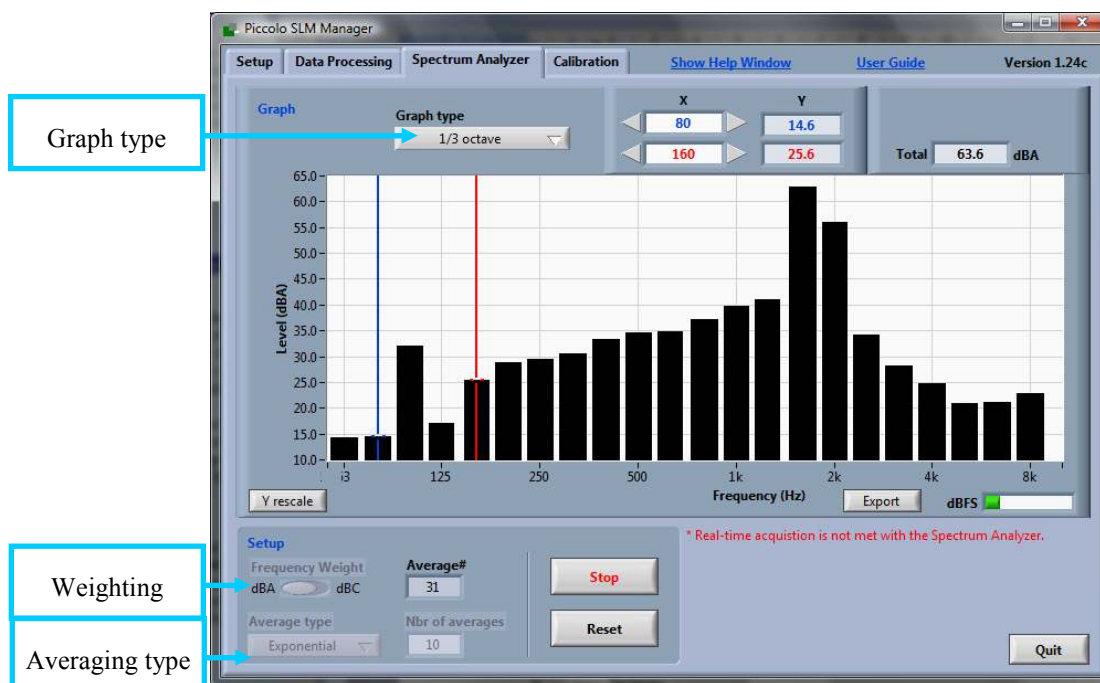 Piccolo SLM Manager
Setup
Data Processing
Spectrum Analyzer
Calibration
Show Help Window
User Guide
Version 1.24c
Graph type
Graph
Graph type
1/3 octave
X
Y
80
14.6
160
25.6
Total 63.6 dBA
65.0
60.0
55.0
50.0
45.0
40.0
35.0
30.0
25.0
20.0
15.0
10.0
Level (dBA)
63 125 250 500 1k 2k 4k 8k
Frequency (Hz)
Y rescale
Export
dBFS
* Real-time acquistion is not met with the Spectrum Analyzer.
Setup
Weighting
Frequency Weight
dBA dBC
Average#
31
Stop
Averaging type
Average type
Exponential
Nbr of averages
10
Reset
Quit